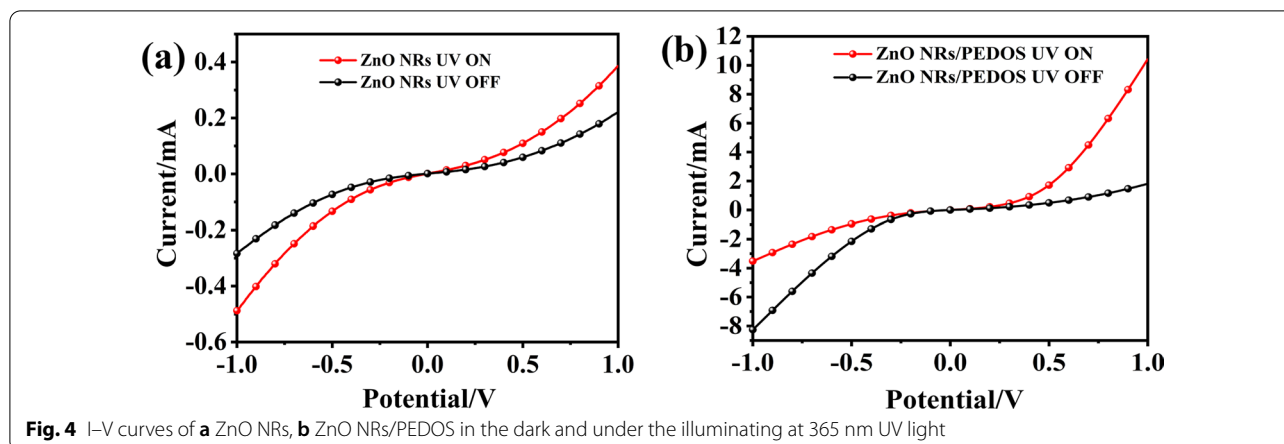 (a)
ZnO NRs UV ON
ZnO NRs UV OFF
Current/mA
0.4
0.2
0.0
-0.2
-0.4
-0.6
-1.0 -0.5 0.0 0.5 1.0
Potential/V
(b)
ZnO NRs/PEDOS UV ON
ZnO NRs/PEDOS UV OFF
Current/mA
12
10
8
6
4
2
0
-2
-4
-6
-8
-1.0 -0.5 0.0 0.5 1.0
Potential/V
Fig. 4 I–V curves of a ZnO NRs, b ZnO NRs/PEDOS in the dark and under the illuminating at 365 nm UV light